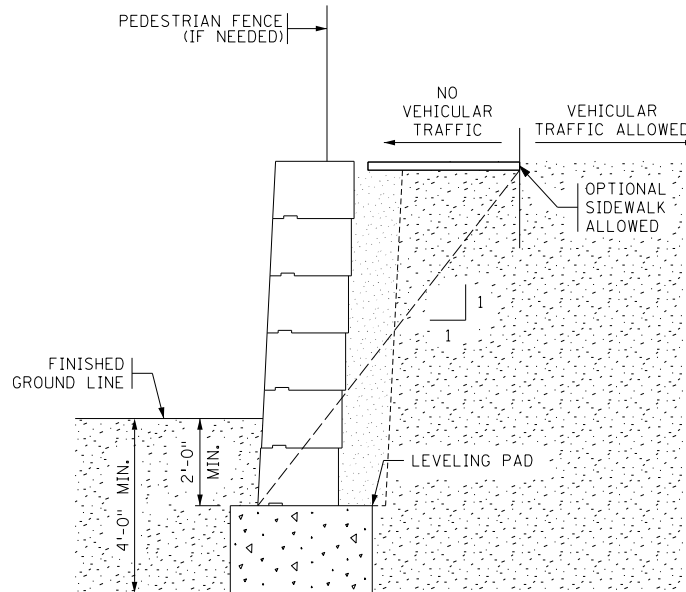 PEDESTRIAN FENCE
(IF NEEDED)
NO
VEHICULAR
TRAFFIC
VEHICULAR
TRAFFIC ALLOWED
OPTIONAL
SIDEWALK
ALLOWED
1
1
FINISHED
GROUND LINE
2'-0"
MIN.
4'-0" MIN.
LEVELING PAD